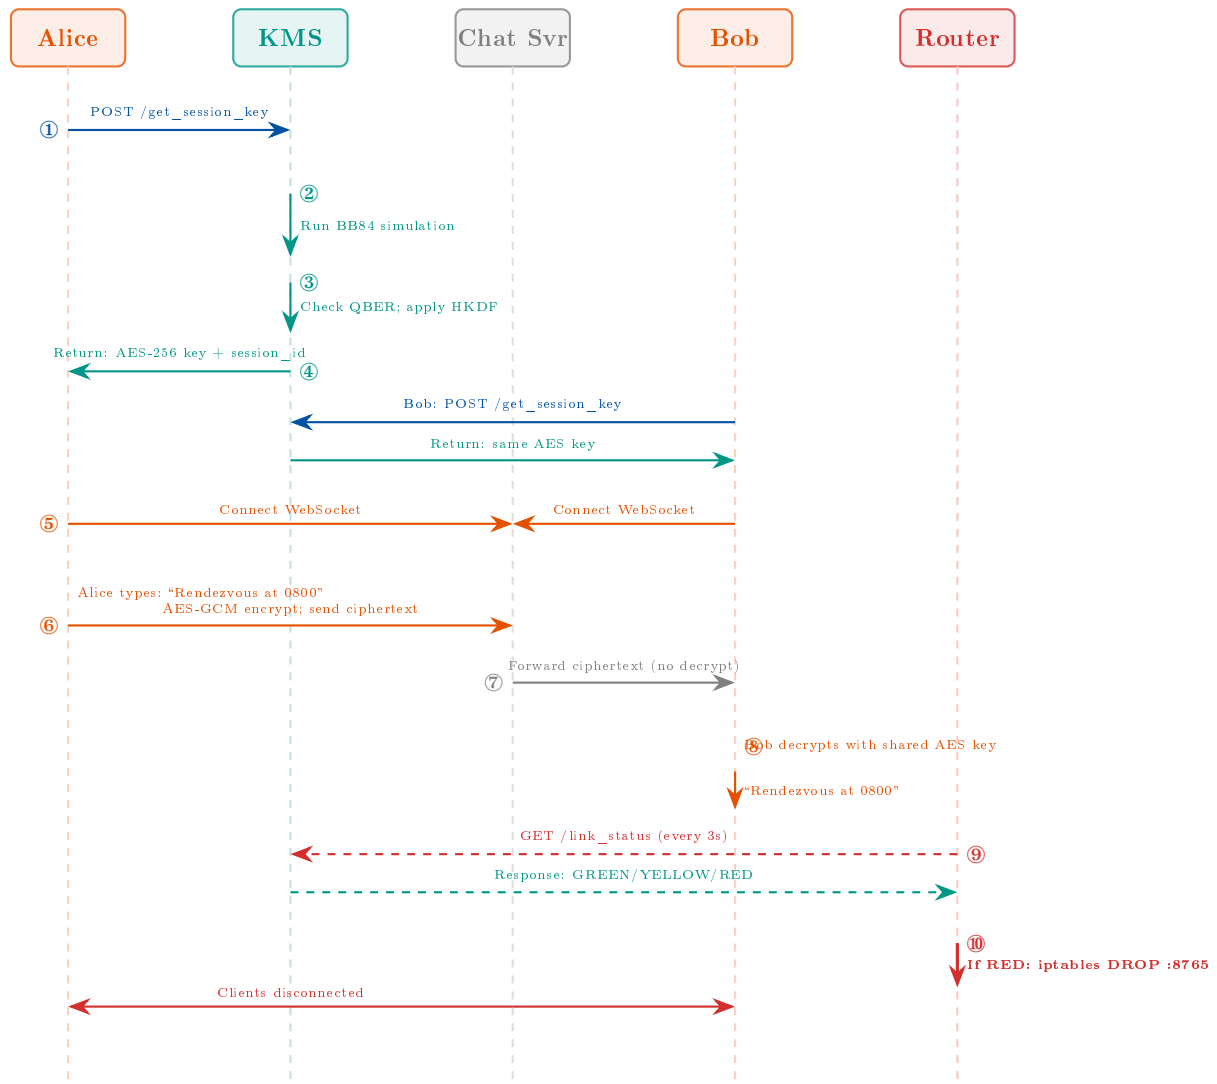 Alice KMS Chat Svr Bob Router
POST /get_session_key
①
②
Run BB84 simulation
③
Check QBER; apply HKDF
Return: AES-256 key + session_id
④
Bob: POST /get_session_key
Return: same AES key
⑤ Connect WebSocket Connect WebSocket
Alice types: “Rendezvous at 0800”
AES-GCM encrypt; send ciphertext
⑥
Forward ciphertext (no decrypt)
⑦
⑧ Bob decrypts with shared AES key
“Rendezvous at 0800”
GET /link_status (every 3s)
⑨
Response: GREEN/YELLOW/RED
⑩
If RED: iptables DROP :8765
Clients disconnected